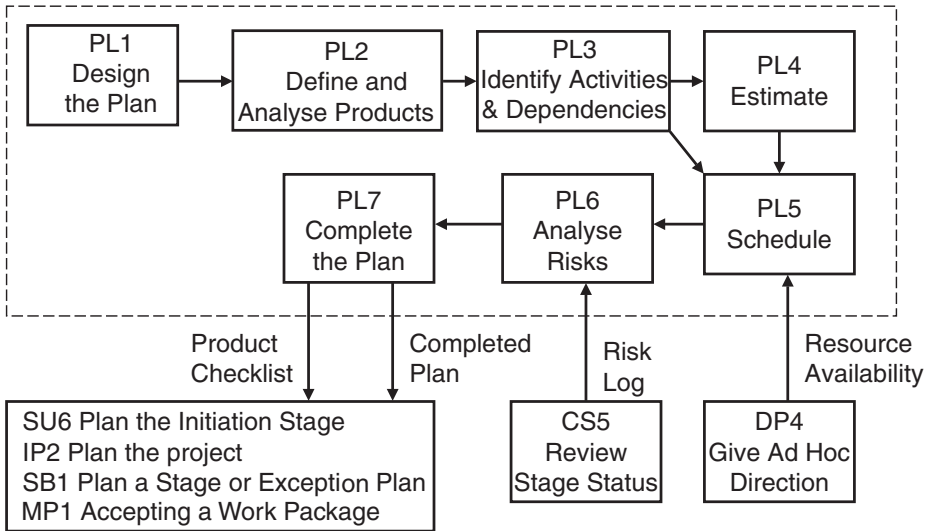 PL1
Design
the Plan
PL2
Define and
Analyse Products
PL3
Identify Activities
& Dependencies
PL4
Estimate
PL7
Complete
the Plan
PL6
Analyse
Risks
PL5
Schedule
Product
Checklist
Completed
Plan
Risk
Log
Resource
Availability
SU6 Plan the Initiation Stage
IP2 Plan the project
SB1 Plan a Stage or Exception Plan
MP1 Accepting a Work Package
CS5
Review
Stage Status
DP4
Give Ad Hoc
Direction